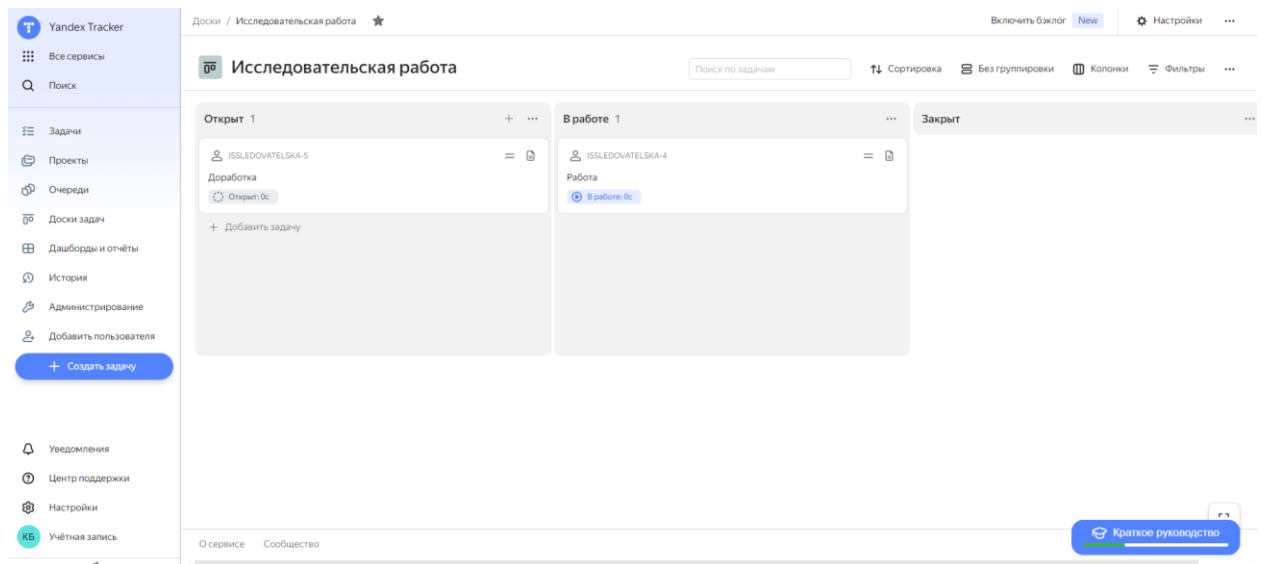 Yandex Tracker
Все сервисы
Поиск
Задачи
Проекты
Очереди
Доски задач
Дашборды и отчёты
История
Администрирование
Добавить пользователя
+ Создать задачу
Уведомления
Центр поддержки
Настройки
КБ Учётная запись
Доски / Исследовательская работа
Включить бэклог New
Настройки
Исследовательская работа
Поиск по задачам
Сортировка
Без группировки
Колонки
Фильтры
Открыт 1
ISSLEDOVATELSKA-5
Доработка
Открыт: 0с
+ Добавить задачу
В работе 1
ISSLEDOVATELSKA-4
Работа
В работе: 0с
Закрыт
О сервисе Сообщество
Краткое руководство